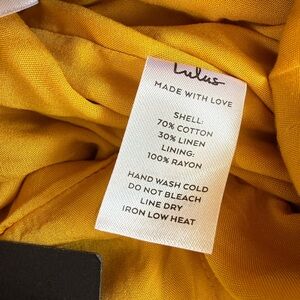 Lulus
MADE WITH LOVE
SHELL:
70% COTTON
30% LINEN
LINING:
100% RAYON
HAND WASH COLD
DO NOT BLEACH
LINE DRY
IRON LOW HEAT